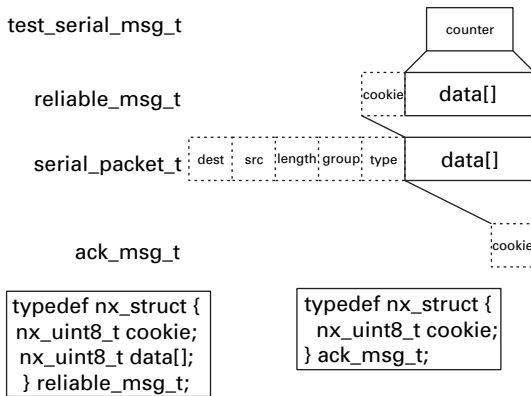 test_serial_msg_t
counter
reliable_msg_t
cookie
data[]
serial_packet_t
dest
src
length
group
type
data[]
ack_msg_t
cookie
typedef nx_struct {
nx_uint8_t cookie;
nx_uint8_t data[];
} reliable_msg_t;
typedef nx_struct {
nx_uint8_t cookie;
} ack_msg_t;